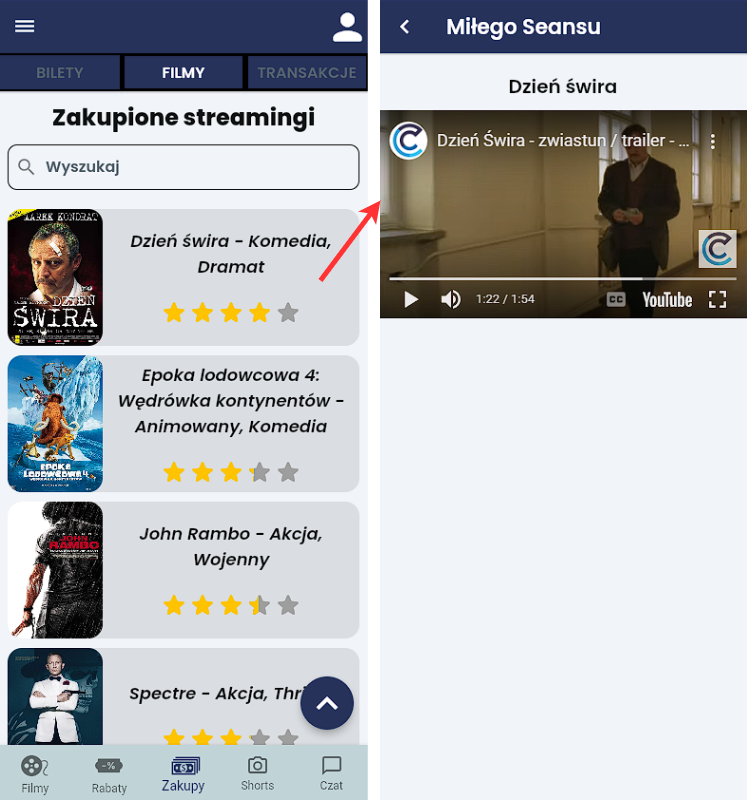 BILETY
FILMY
TRANSAKCJE
Zakupione streamingi
Wyszukaj
MAREK KONDRAT
DZIEŃ
ŚWIRA
Dzień świra - Komedia,
Dramat
EPOKA
LODOWCOWA 4
Epoka lodowcowa 4:
Wędrówka kontynentów -
Animowany, Komedia
JOHN
RAMBO
John Rambo - Akcja,
Wojenny
Spectre - Akcja, Thri
Filmy
-%
Rabaty
Zakupy
Shorts
Czat
Miłego Seansu
Dzień świra
Dzień Świra - zwiastun / trailer - ...
1:22 / 1:54
CC
YouTube